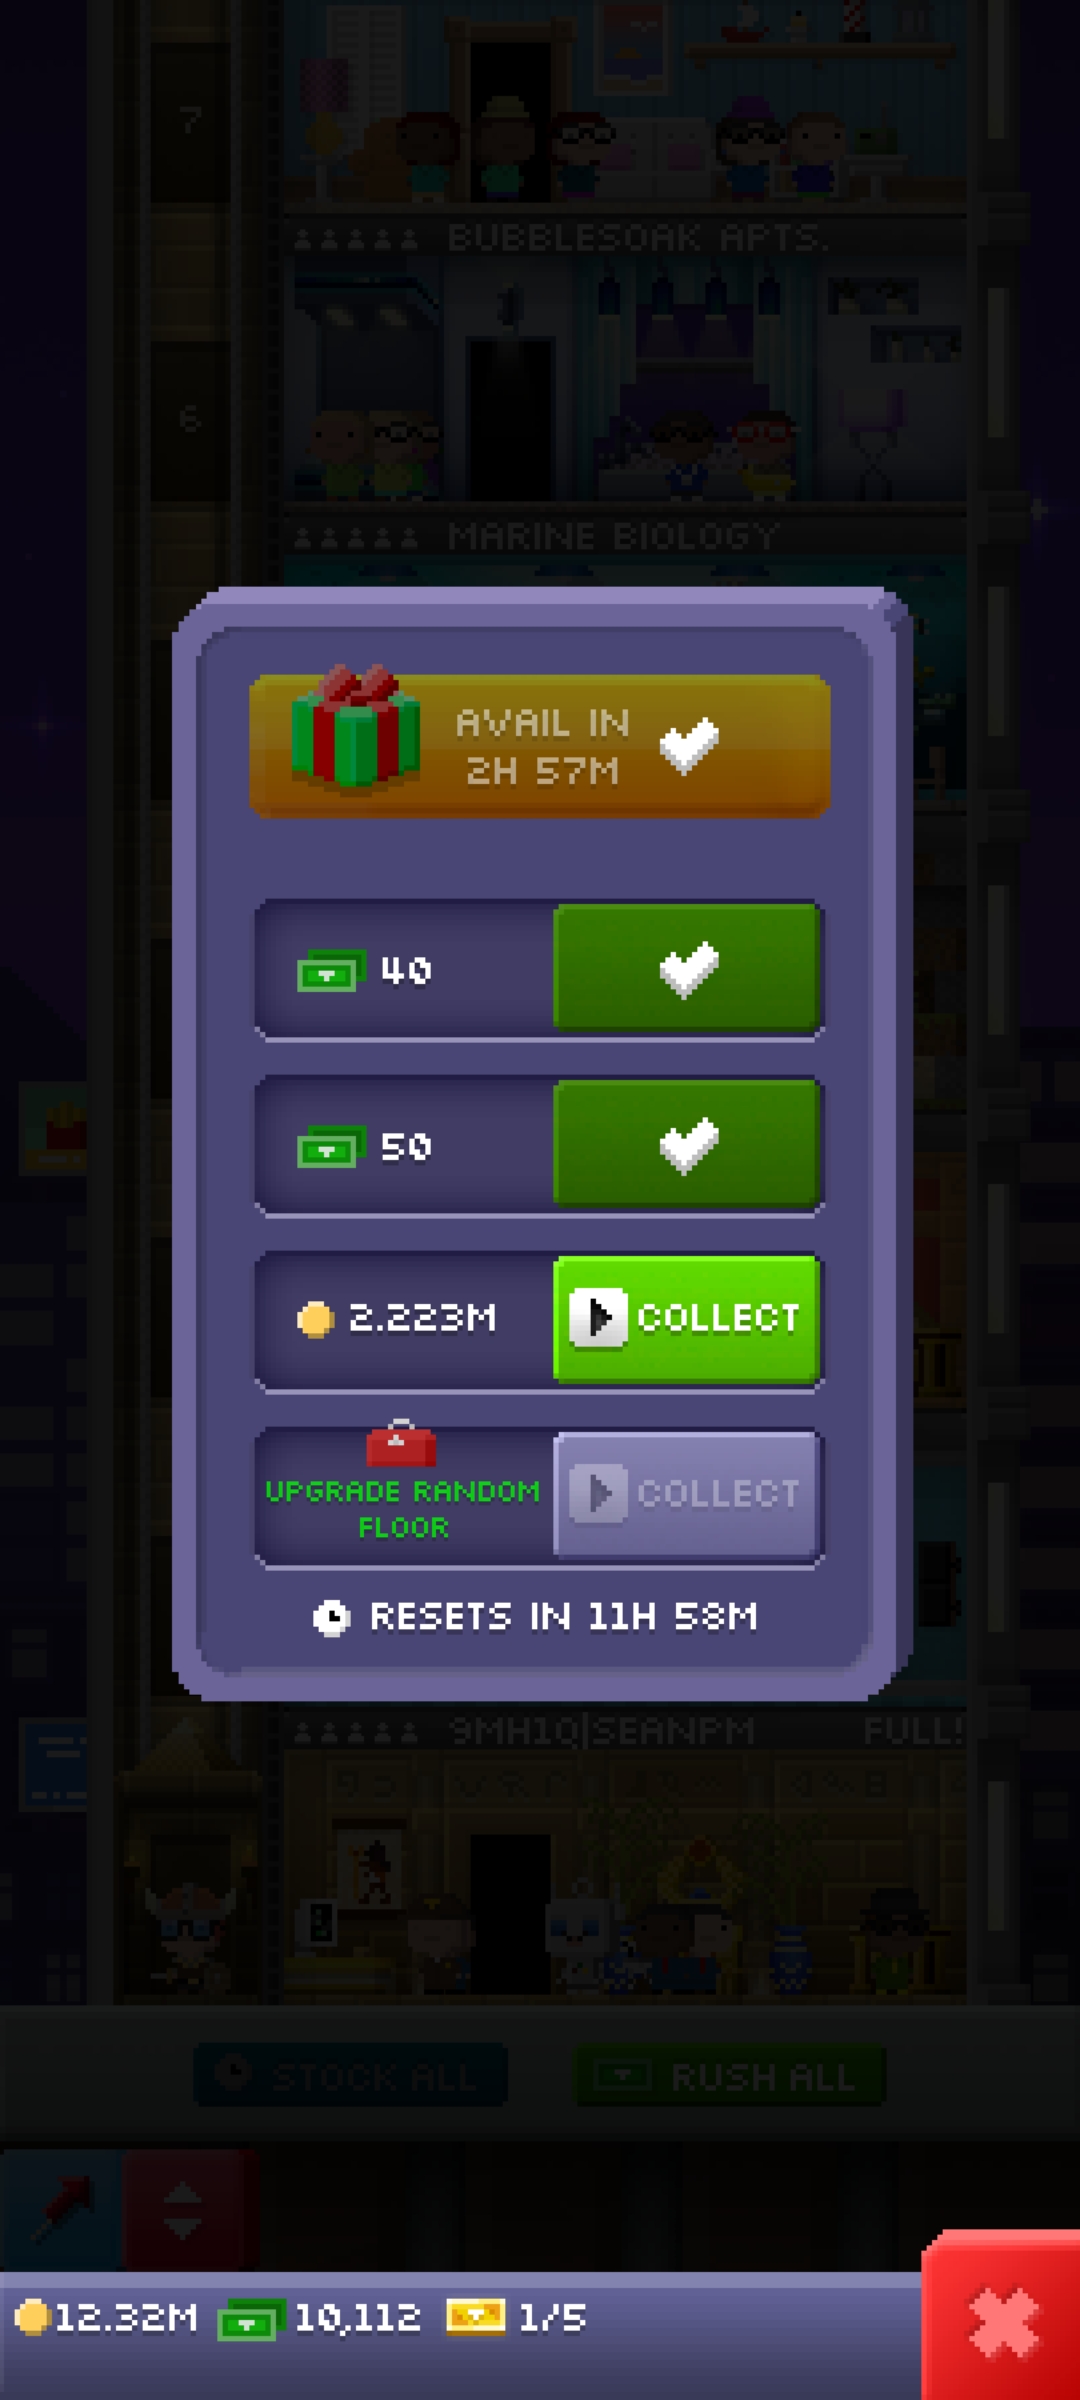 7
BUBBLESOAK APTS.
6
MARINE BIOLOGY
AVAIL IN
2H 57M
40
50
2.223M
COLLECT
UPGRADE RANDOM
FLOOR
COLLECT
RESETS IN 11H 58M
9MH1Q|SEANPM FULL!
STOCK ALL
RUSH ALL
12.32M 10,112 1/5